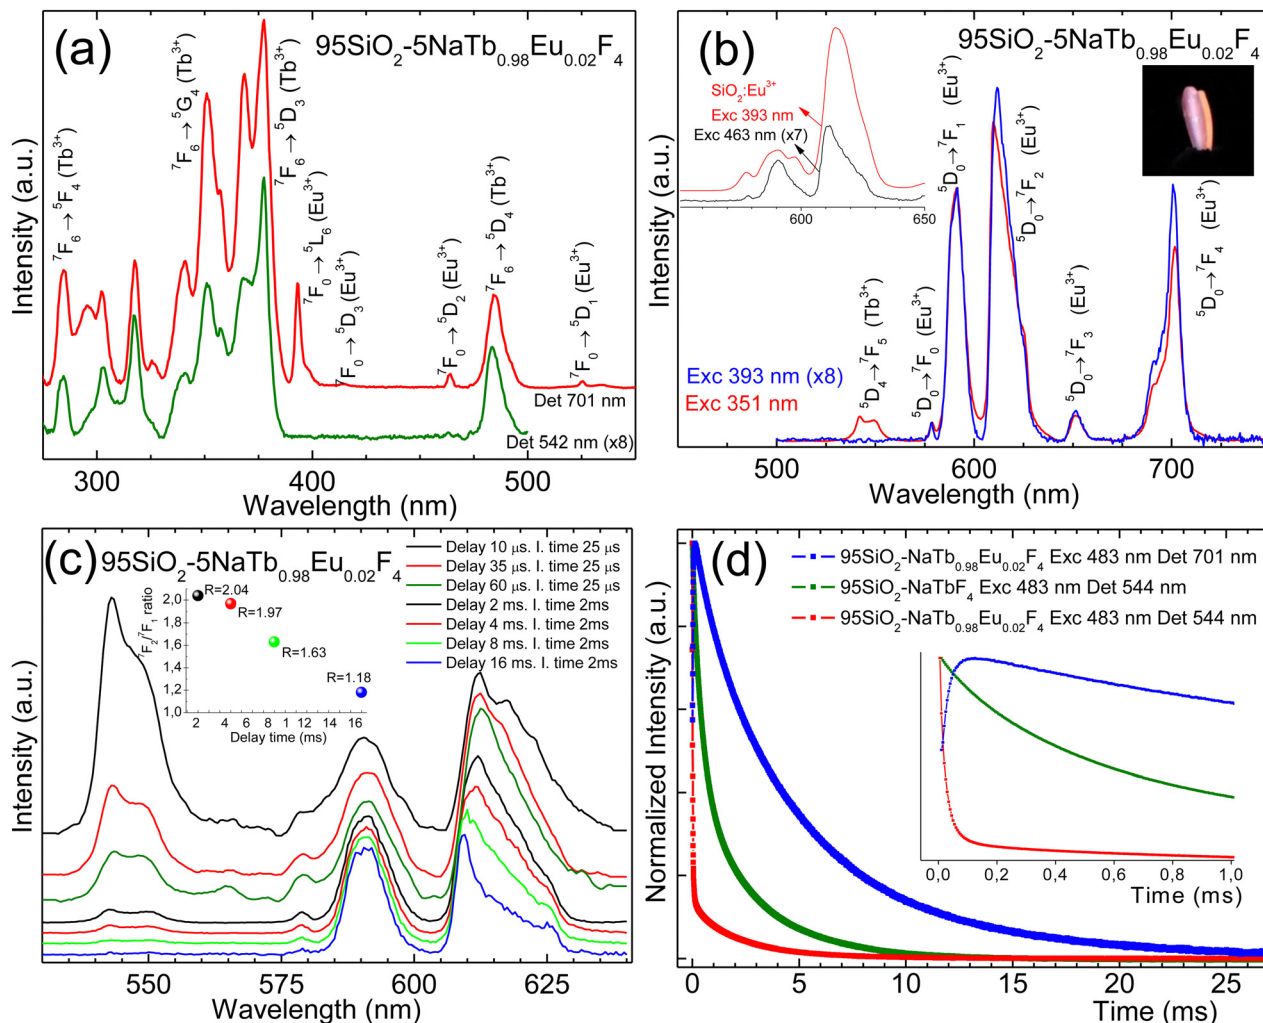 (a)
95SiO₂-5NaTb₀.₉₈Eu₀.₀₂F₄
Intensity (a.u.)
⁷F₆→⁵F₄ (Tb³⁺)
⁷F₆→⁵G₄ (Tb³⁺)
⁷F₆→⁵D₃ (Tb³⁺)
⁷F₀→⁵L₆ (Eu³⁺)
⁷F₀→⁵D₃ (Eu³⁺)
⁷F₀→⁵D₂ (Eu³⁺)
⁷F₆→⁵D₄ (Tb³⁺)
⁷F₀→⁵D₁ (Eu³⁺)
Det 701 nm
Det 542 nm (x8)
300 400 500
Wavelength (nm)
(b)
95SiO₂-5NaTb₀.₉₈Eu₀.₀₂F₄
Intensity (a.u.)
SiO₂:Eu³⁺
Exc 393 nm
Exc 463 nm (x7)
600 650
⁵D₄→⁷F₅ (Tb³⁺)
⁵D₀→⁷F₀ (Eu³⁺)
⁵D₀→⁷F₁ (Eu³⁺)
⁵D₀→⁷F₂ (Eu³⁺)
⁵D₀→⁷F₃ (Eu³⁺)
⁵D₀→⁷F₄ (Eu³⁺)
Exc 393 nm (x8)
Exc 351 nm
500 600 700
Wavelength (nm)
(c)
95SiO₂-5NaTb₀.₉₈Eu₀.₀₂F₄
Intensity (a.u.)
Delay 10 µs. I. time 25 µs
Delay 35 µs. I. time 25 µs
Delay 60 µs. I. time 25 µs
Delay 2 ms. I. time 2ms
Delay 4 ms. I. time 2ms
Delay 8 ms. I. time 2ms
Delay 16 ms. I. time 2ms
⁷F₂/⁷F₁ ratio
2,0
1,8
1,6
1,4
1,2
1,0
R=2.04
R=1.97
R=1.63
R=1.18
2 4 6 8 1 14 16
Delay time (ms)
550 575 600 625
Wavelength (nm)
(d)
Normalized Intensity (a.u.)
95SiO₂-NaTb₀.₉₈Eu₀.₀₂F₄ Exc 483 nm Det 701 nm
95SiO₂-NaTbF₄ Exc 483 nm Det 544 nm
95SiO₂-NaTb₀.₉₈Eu₀.₀₂F₄ Exc 483 nm Det 544 nm
0,0 0,2 0,4 0,6 0,8 1,0
Time (ms)
0 5 10 15 20 25
Time (ms)